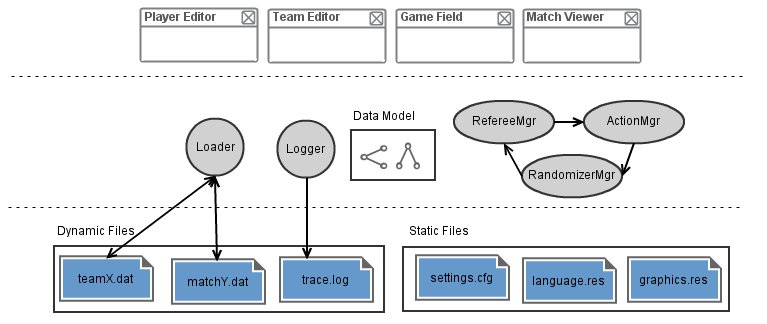 Player Editor
Team Editor
Game Field
Match Viewer
Data Model
RefereeMgr
ActionMgr
Loader
Logger
RandomizerMgr
Dynamic Files
Static Files
teamX.dat
matchY.dat
trace.log
settings.cfg
language.res
graphics.res